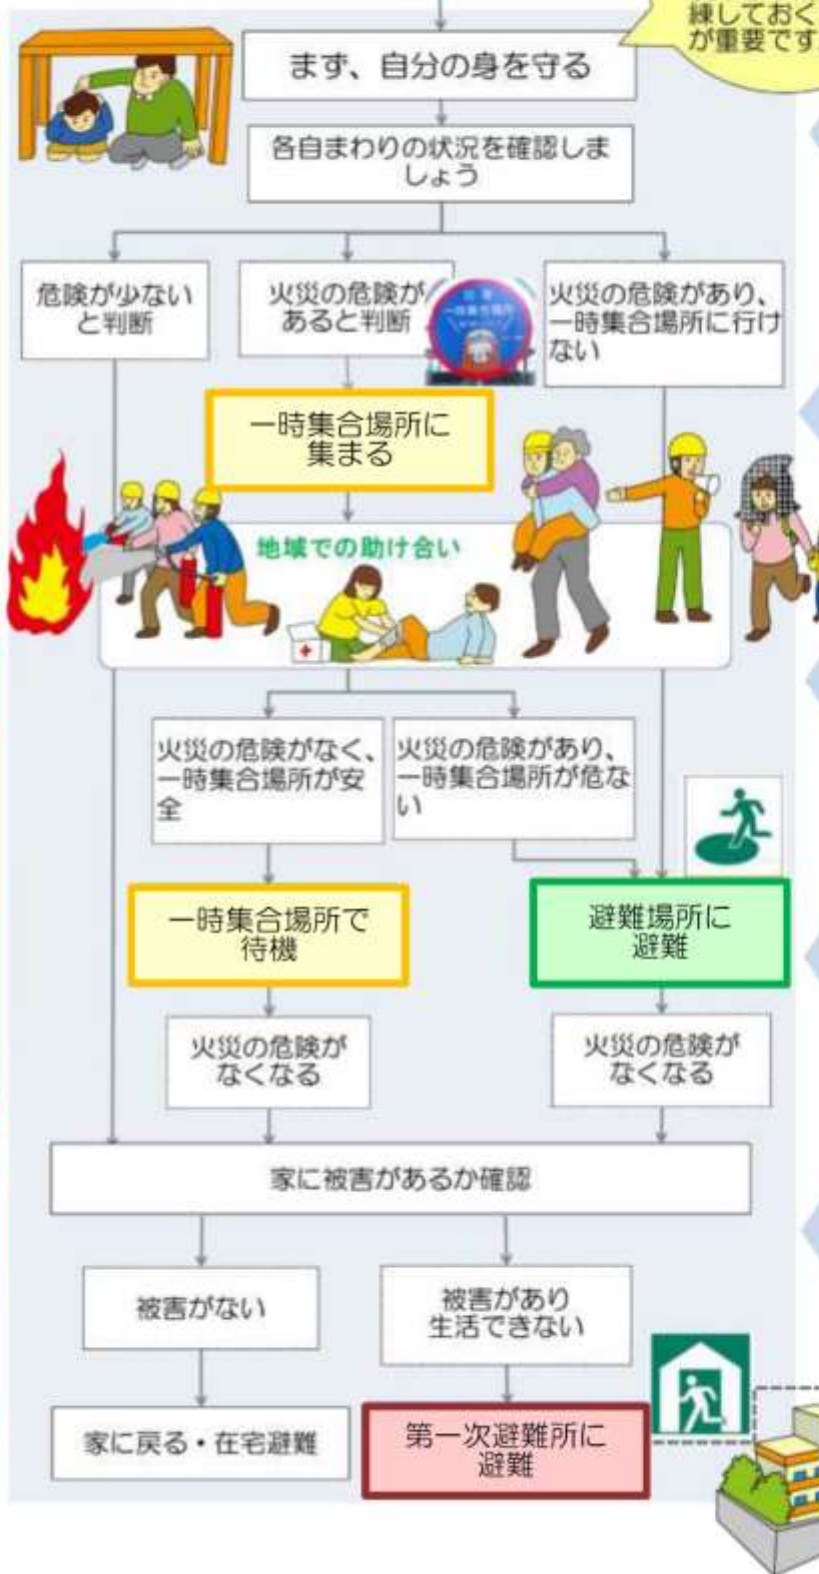 練しておく
が重要です
まず、自分の身を守る
各自まわりの状況を確認しま
しょう
危険が少ない
と判断
火災の危険が
あると判断
一時集合場所
火災の危険があり、
一時集合場所に行け
ない
一時集合場所に
集まる
地域での助け合い
火災の危険がなく、
一時集合場所が安
全
火災の危険があり、
一時集合場所が危な
い
一時集合場所で
待機
避難場所に
避難
火災の危険が
なくなる
火災の危険が
なくなる
家に被害があるか確認
被害がない
被害があり
生活できない
家に戻る・在宅避難
第一次避難所に
避難